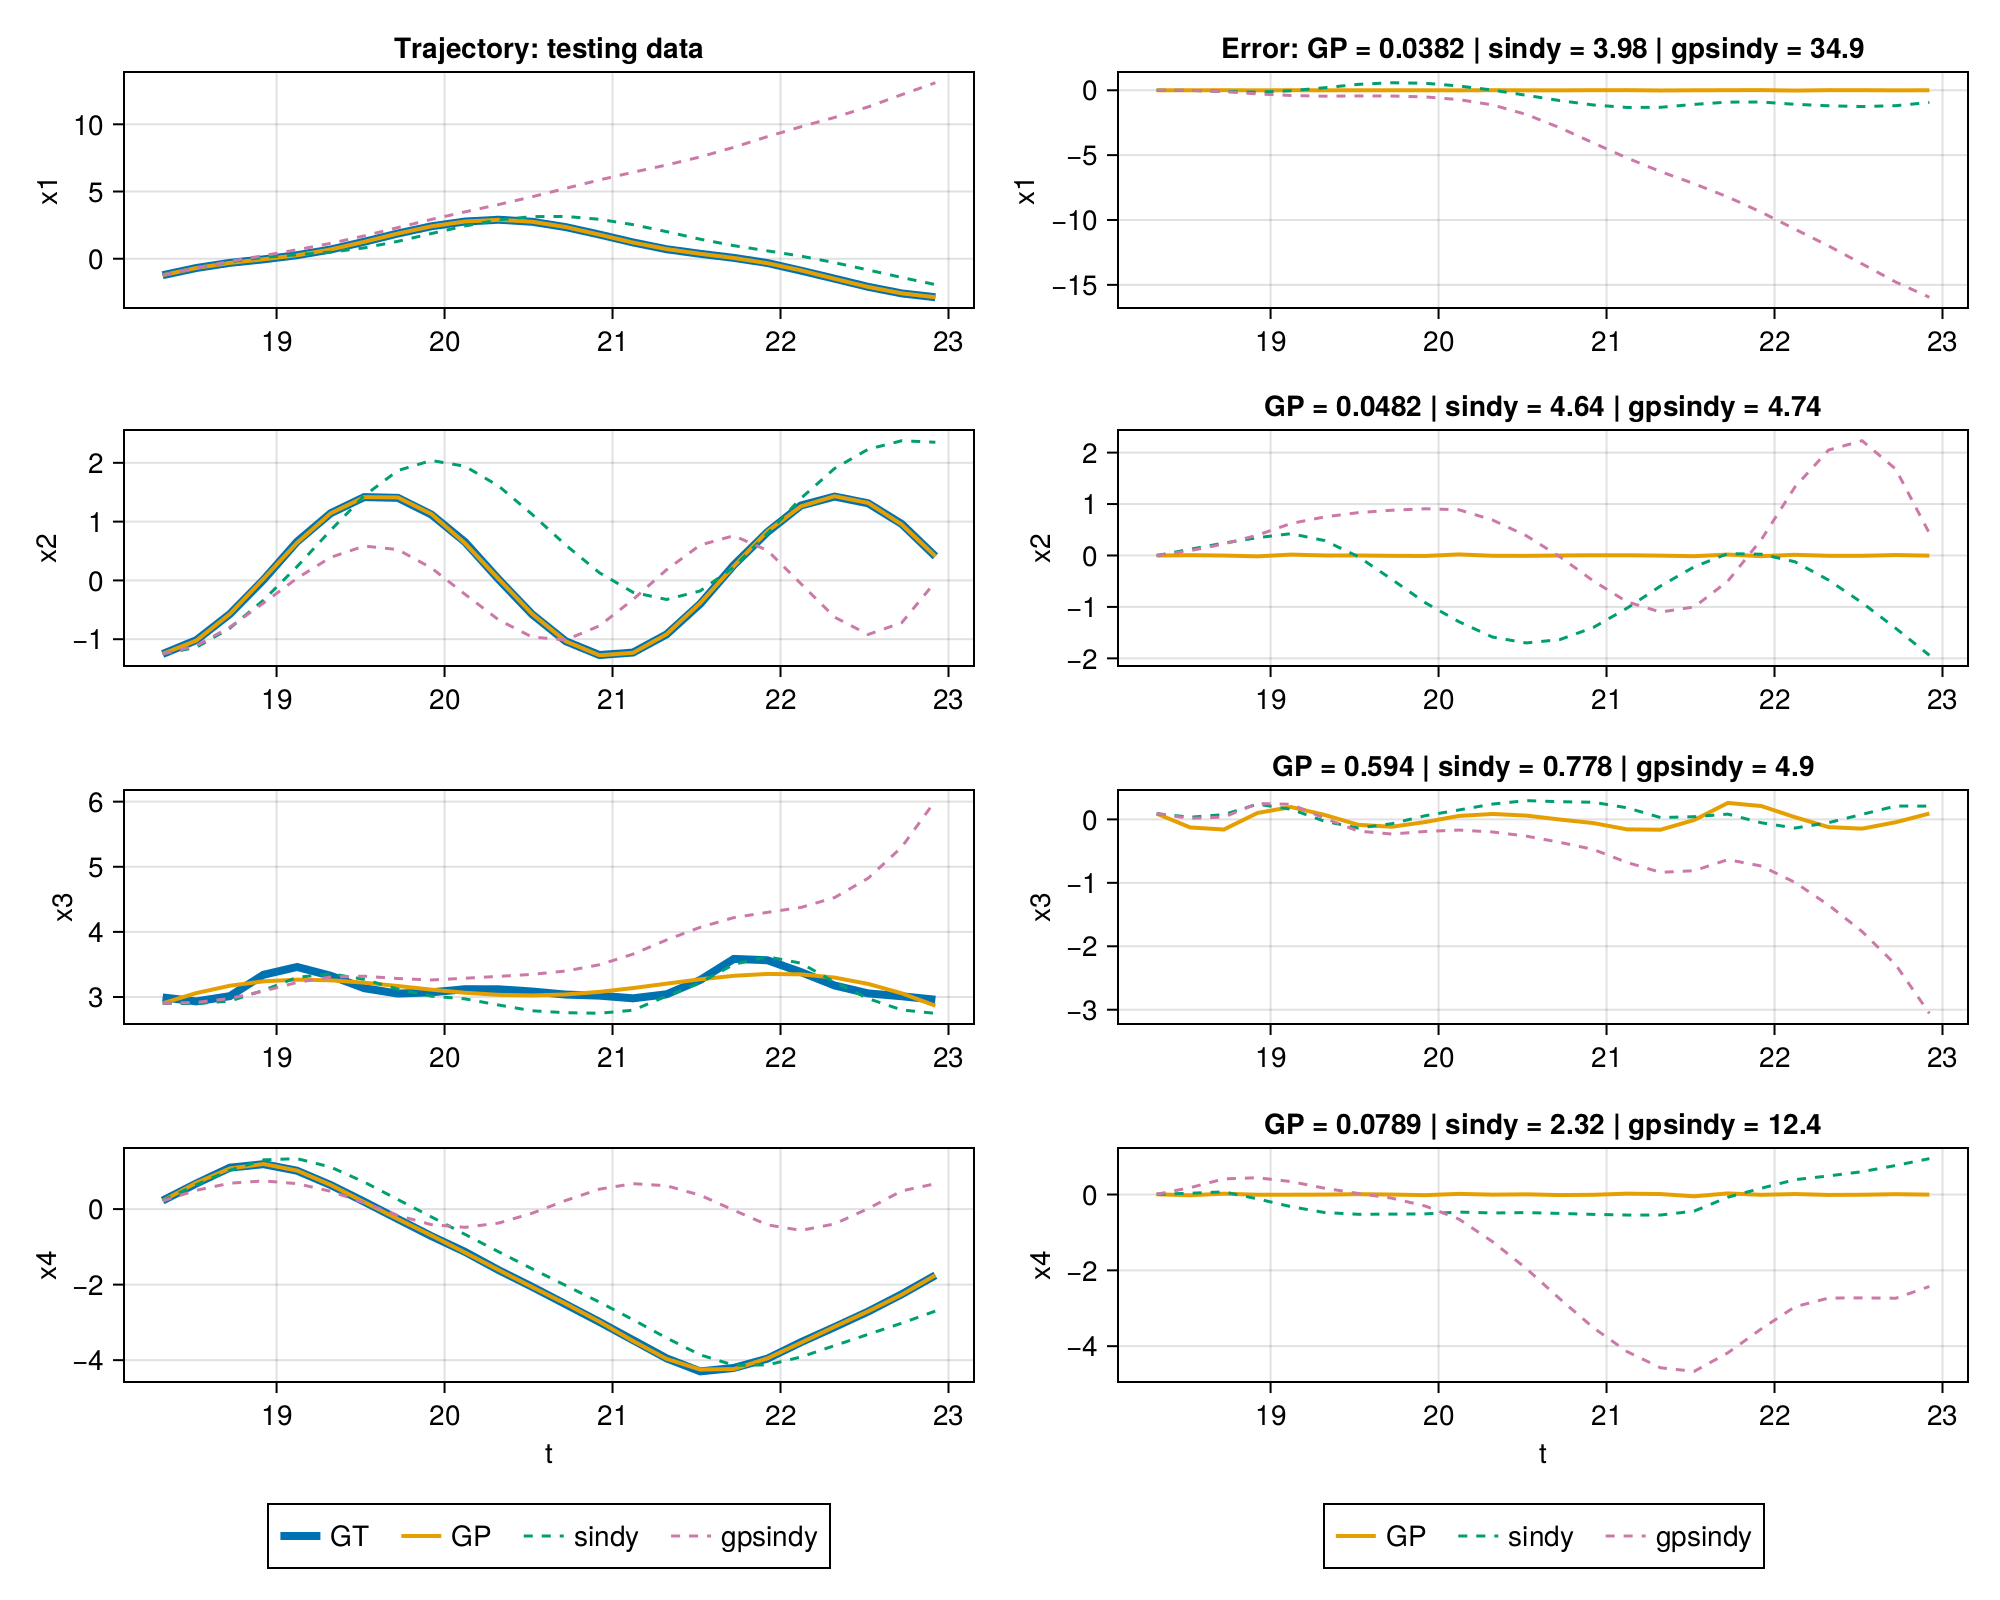 Trajectory: testing data
10
5
0
x1
19 20 21 22 23
Error: GP = 0.0382 | sindy = 3.98 | gpsindy = 34.9
0
−5
−10
−15
x1
19 20 21 22 23
2
1
0
−1
x2
19 20 21 22 23
GP = 0.0482 | sindy = 4.64 | gpsindy = 4.74
2
1
0
−1
−2
x2
19 20 21 22 23
6
5
4
3
x3
19 20 21 22 23
GP = 0.594 | sindy = 0.778 | gpsindy = 4.9
0
−1
−2
−3
x3
19 20 21 22 23
0
−2
−4
x4
19 20 21 22 23
t
GP = 0.0789 | sindy = 2.32 | gpsindy = 12.4
0
−2
−4
x4
19 20 21 22 23
t
GT GP sindy gpsindy
GP sindy gpsindy